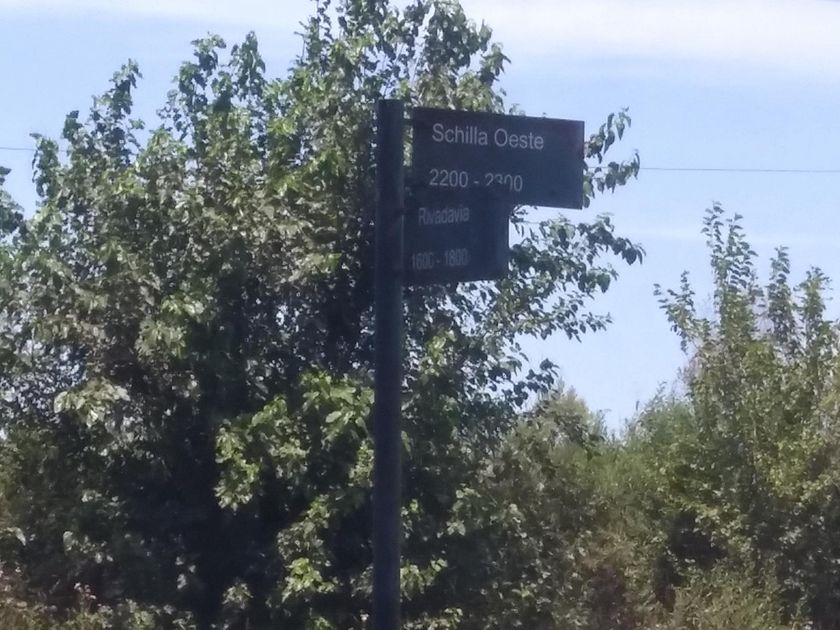 Schilla Oeste
2200 - 2300
Rivadavia
1600 - 1800